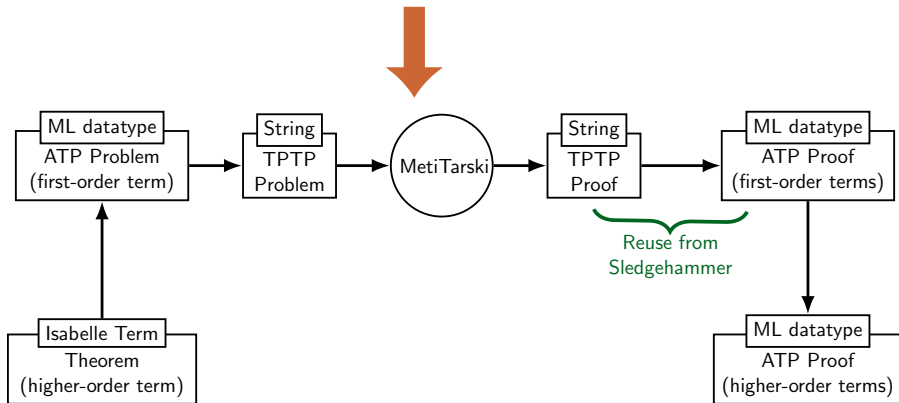 ML datatype
ATP Problem
(first-order term)
String
TPTP
Problem
MetiTarski
String
TPTP
Proof
ML datatype
ATP Proof
(first-order terms)
Reuse from
Sledgehammer
Isabelle Term
Theorem
(higher-order term)
ML datatype
ATP Proof
(higher-order terms)